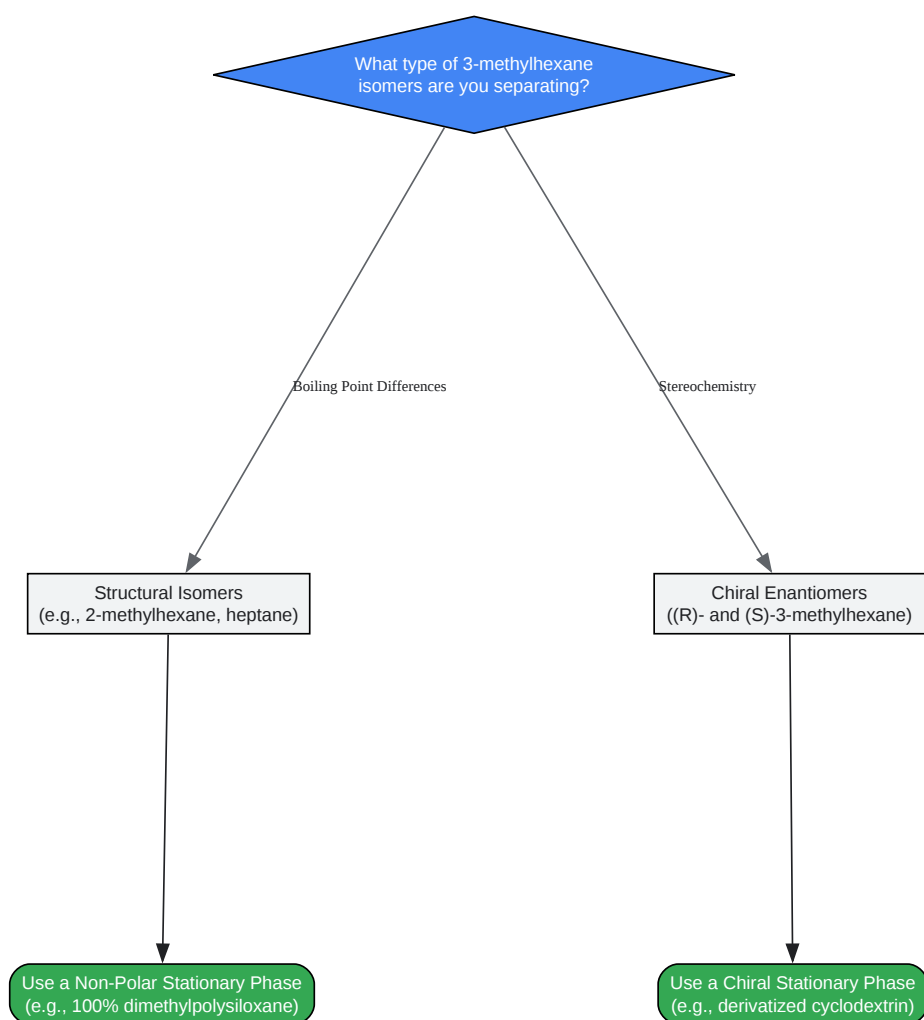 What type of 3-methylhexane
isomers are you separating?
Boiling Point Differences
Stereochemistry
Structural Isomers
(e.g., 2-methylhexane, heptane)
Chiral Enantiomers
((R)- and (S)-3-methylhexane)
Use a Non-Polar Stationary Phase
(e.g., 100% dimethylpolysiloxane)
Use a Chiral Stationary Phase
(e.g., derivatized cyclodextrin)